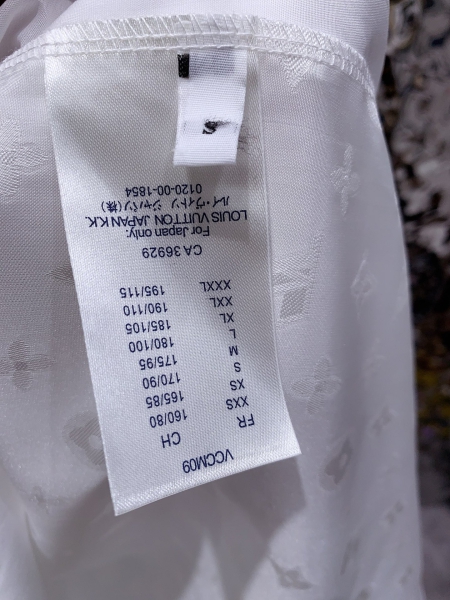 S
VCCM09
FR CH
XXS 160/80
XS 165/85
S 170/90
M 175/95
L 180/100
XL 185/105
XXL 190/110
XXXL 195/115
CA 36929
For Japan only:
LOUIS VUITTON JAPAN K.K.
ルイ・ヴィトン ジャパン(株)
0120-00-1854